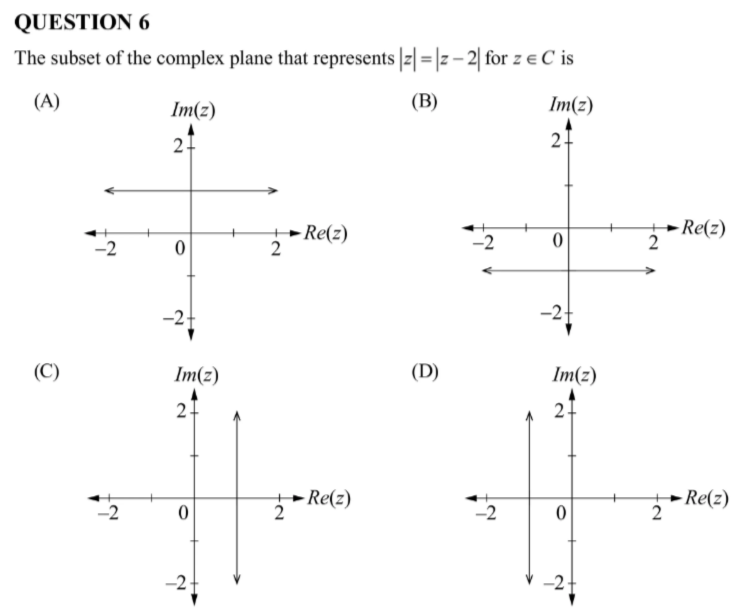 QUESTION 6
The subset of the complex plane that represents |z| = |z – 2| for z ∈ C is
(A)
Im(z)
2
Re(z)
–2
0
2
–2
(B)
Im(z)
2
Re(z)
–2
0
2
–2
(C)
Im(z)
2
Re(z)
–2
0
2
–2
(D)
Im(z)
2
Re(z)
–2
0
2
–2